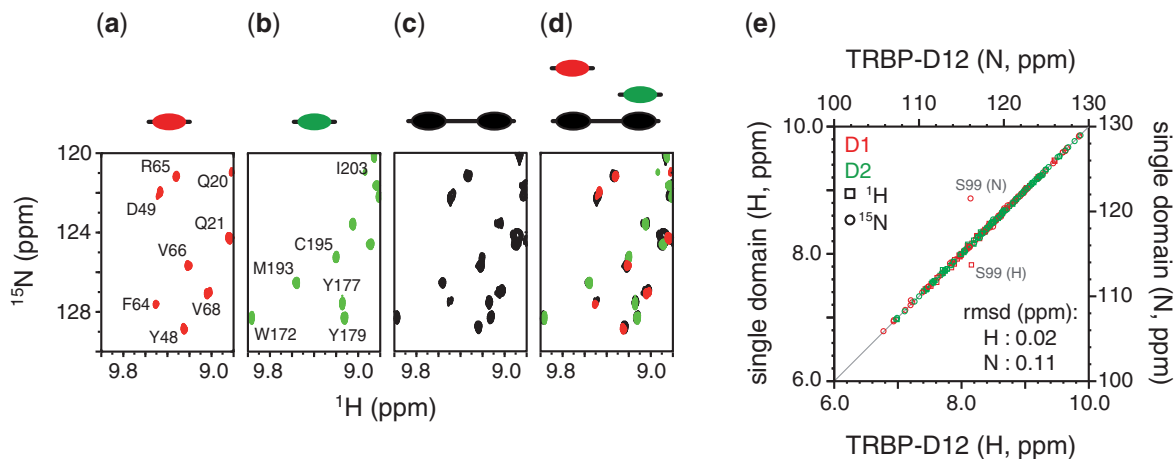 (a)
(b)
(c)
(d)
(e)
120
124
128
15N (ppm)
R65
Q20
D49
Q21
V66
F64
V68
Y48
9.8
9.0
I203
C195
M193
Y177
W172
Y179
9.8
9.0
9.8
9.0
9.8
9.0
1H (ppm)
TRBP-D12 (N, ppm)
100
110
120
130
10.0
9.0
8.0
7.0
6.0
single domain (H, ppm)
D1
D2
1H
15N
S99 (N)
S99 (H)
rmsd (ppm):
H : 0.02
N : 0.11
130
120
110
100
single domain (N, ppm)
6.0
8.0
10.0
TRBP-D12 (H, ppm)